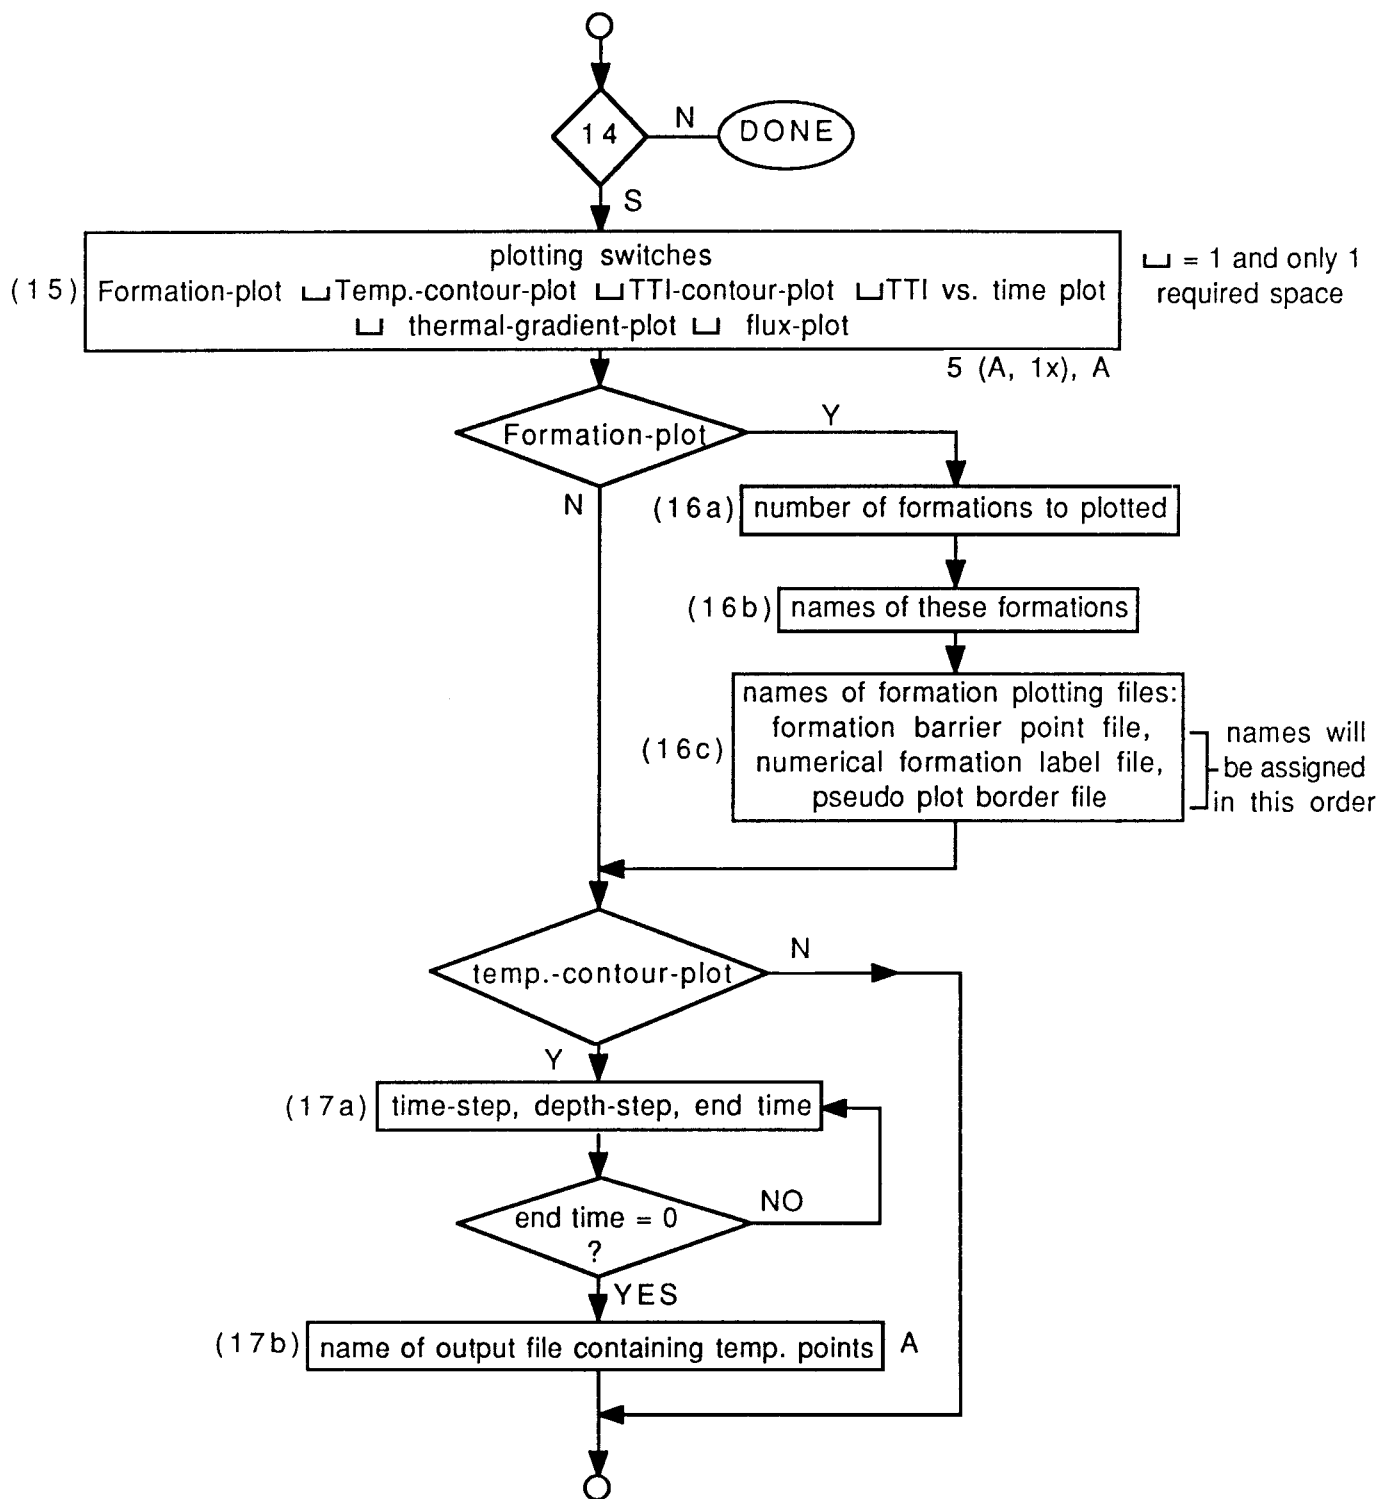 14
N
DONE
S
plotting switches
(15)
Formation-plot ⌴Temp.-contour-plot ⌴TTI-contour-plot ⌴TTI vs. time plot
⌴ thermal-gradient-plot ⌴ flux-plot
⌴ = 1 and only 1
required space
5 (A, 1x), A
Formation-plot
Y
N
(16a)
number of formations to plotted
(16b)
names of these formations
(16c)
names of formation plotting files:
formation barrier point file,
numerical formation label file,
pseudo plot border file
names will
be assigned
in this order
temp.-contour-plot
N
Y
(17a)
time-step, depth-step, end time
end time = 0
?
NO
YES
(17b)
name of output file containing temp. points
A